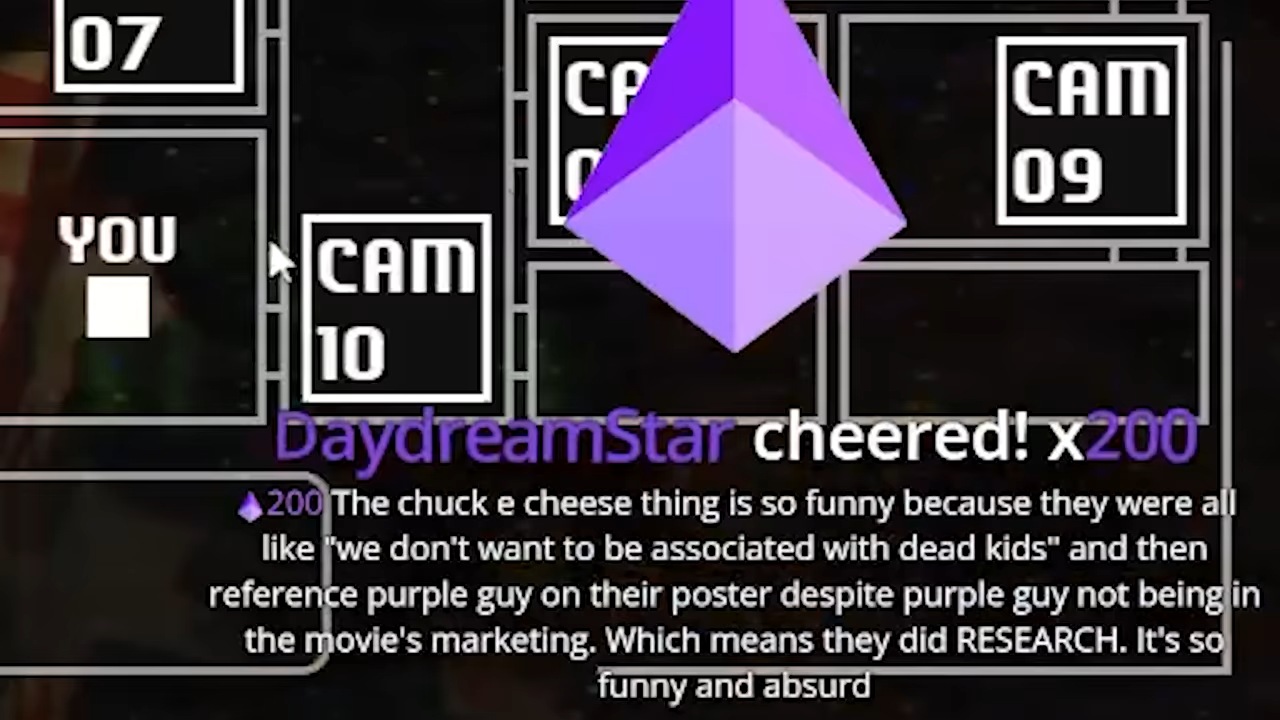 07
CAM
09
YOU
CAM
10
DaydreamStar cheered! x200
200 The chuck e cheese thing is so funny because they were all
like "we don't want to be associated with dead kids" and then
reference purple guy on their poster despite purple guy not being in
the movie's marketing. Which means they did RESEARCH. It's so
funny and absurd